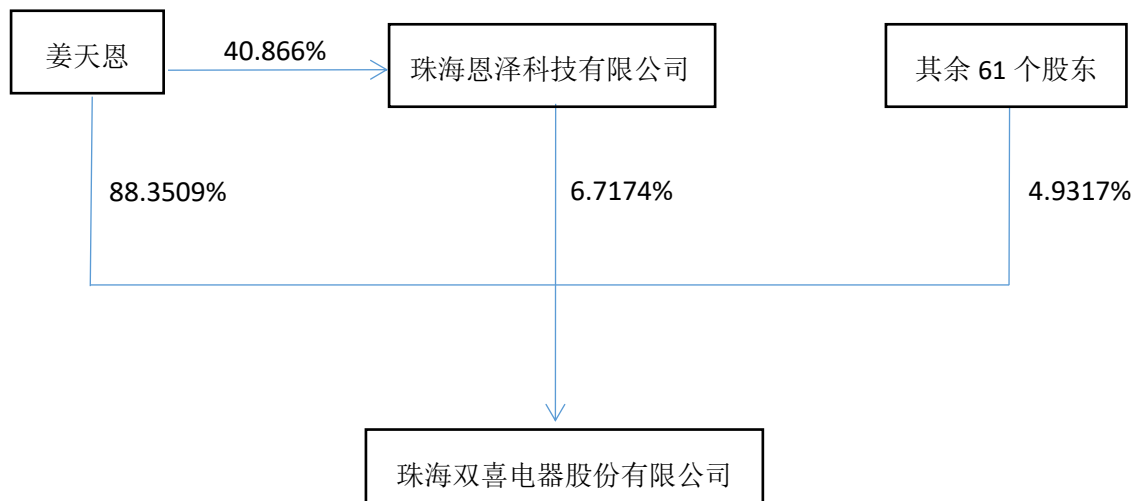 姜天恩
40.866%
珠海恩泽科技有限公司
其余 61 个股东
88.3509%
6.7174%
4.9317%
珠海双喜电器股份有限公司